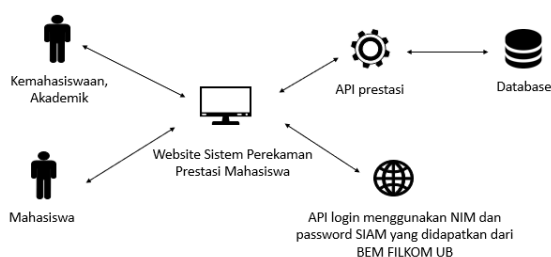 Kemahasiswaan,
Akademik
API prestasi
Database
Website Sistem Perekaman
Prestasi Mahasiswa
Mahasiswa
API login menggunakan NIM dan
password SIAM yang didapatkan dari
BEM FILKOM UB